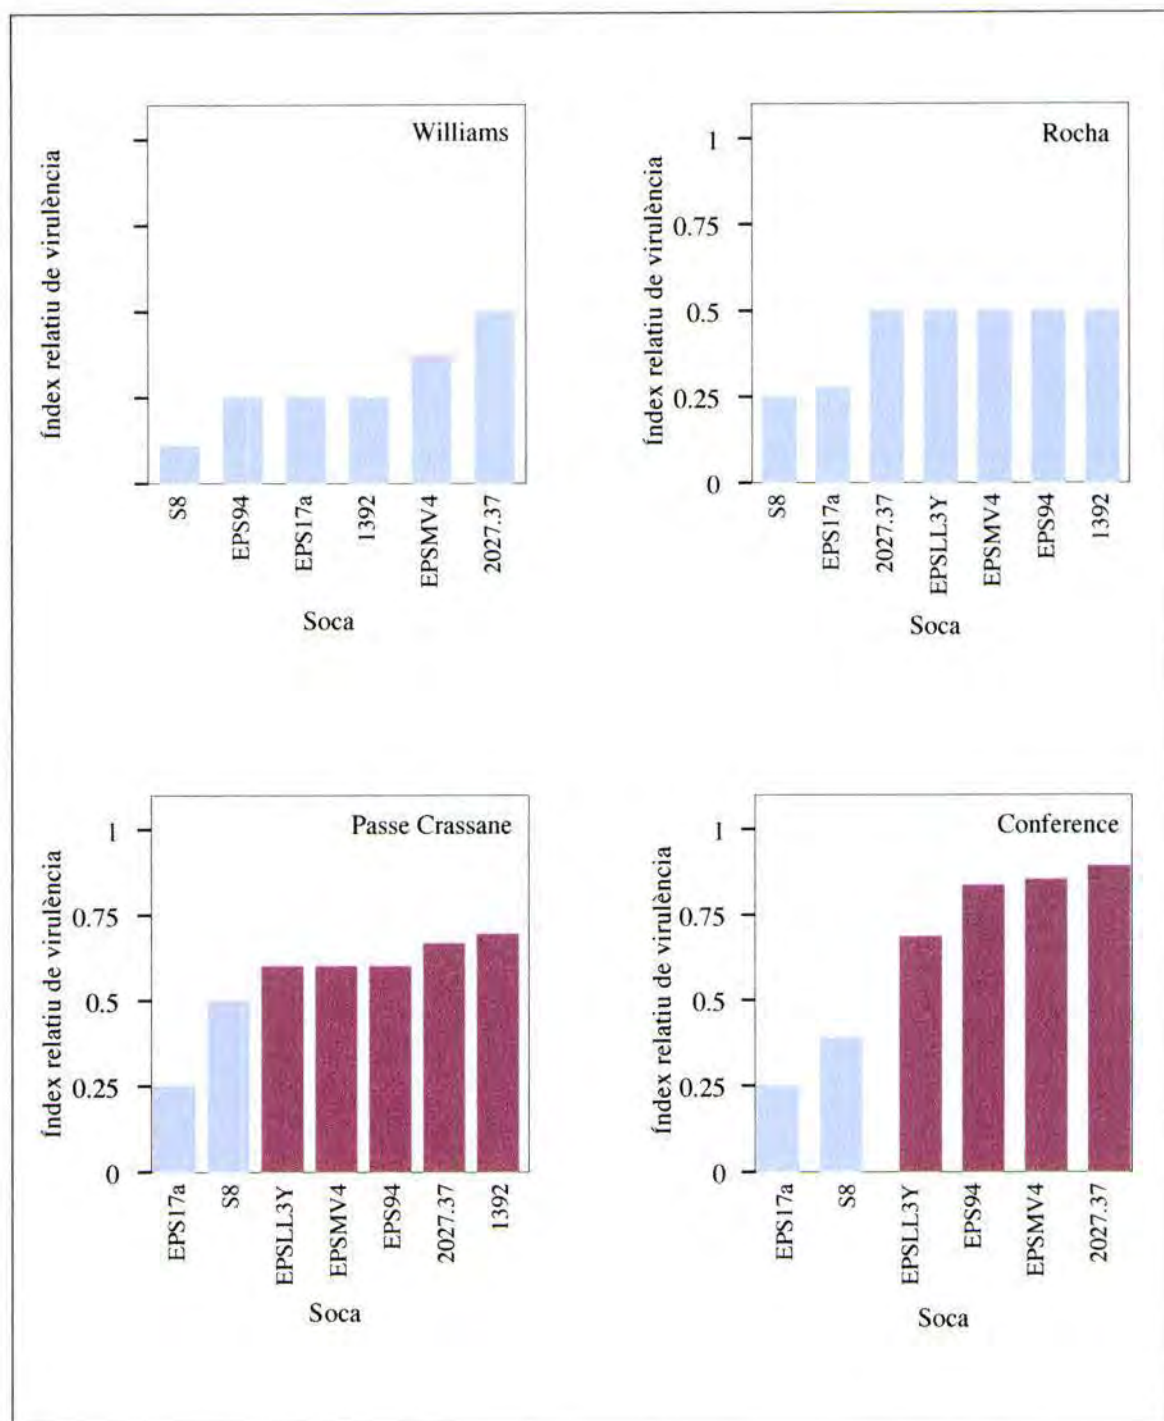 Williams
Índex relatiu de virulència
S8
EPS94
EPS17a
1392
EPSMV4
2027.37
Soca
Rocha
Índex relatiu de virulència
1
0.75
0.5
0.25
0
S8
EPS17a
2027.37
EPSLL3Y
EPSMV4
EPS94
1392
Soca
Passe Crassane
Índex relatiu de virulència
1
0.75
0.5
0.25
0
EPS17a
S8
EPSLL3Y
EPSMV4
EPS94
2027.37
1392
Soca
Conference
Índex relatiu de virulència
1
0.75
0.5
0.25
0
EPS17a
S8
EPSLL3Y
EPS94
EPSMV4
2027.37
Soca